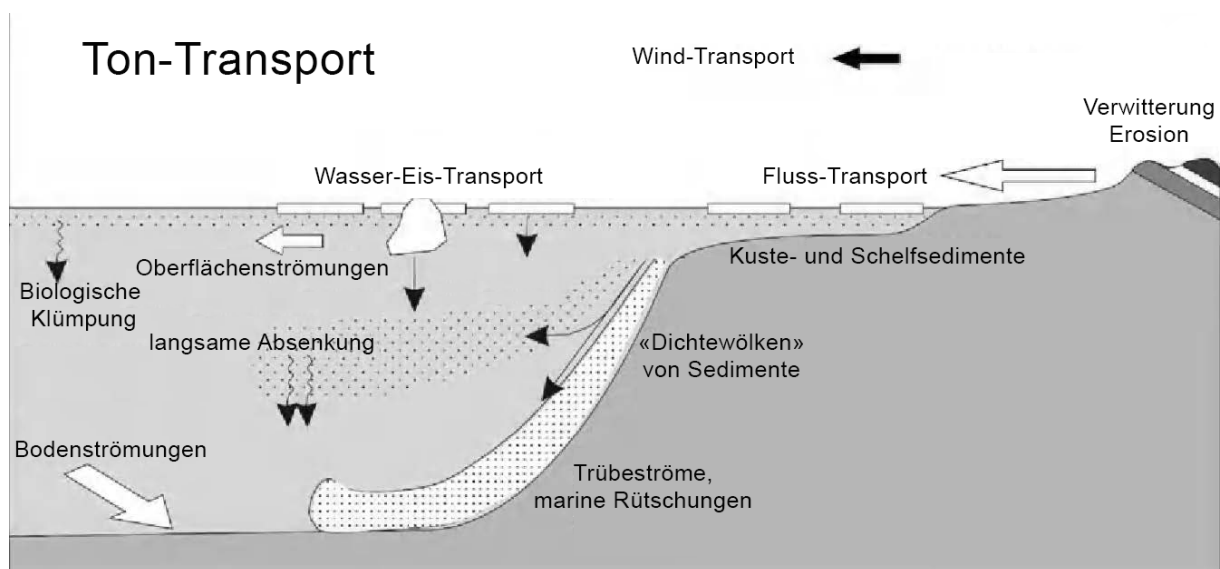 Ton-Transport
Wind-Transport
Verwitterung
Erosion
Wasser-Eis-Transport
Fluss-Transport
Oberflächenströmungen
Kuste- und Schelfsedimente
Biologische
Klümpung
langsame Absenkung
«Dichtewölken»
von Sedimente
Bodenströmungen
Trübeströme,
marine Rütschungen